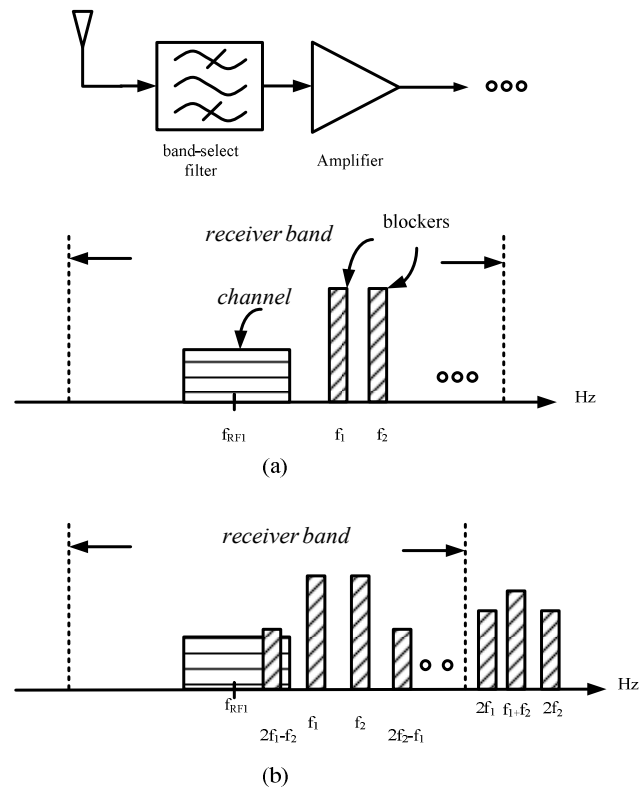 band-select
filter
Amplifier
blockers
receiver band
channel
Hz
fRF1 f1 f2
(a)
receiver band
Hz
fRF1 2f1-f2 f1 f2 2f2-f1 2f1 f1+f2 2f2
(b)